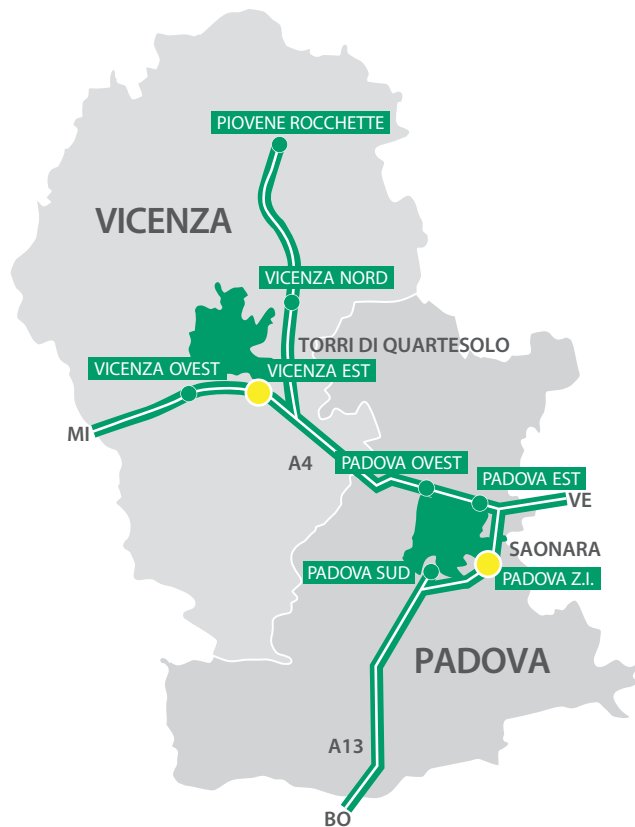 PIOVENE ROCCHETTE
VICENZA
VICENZA NORD
TORRI DI QUARTESOLO
VICENZA OVEST
VICENZA EST
MI
A4
PADOVA OVEST
PADOVA EST
VE
SAONARA
PADOVA SUD
PADOVA Z.I.
PADOVA
A13
BO